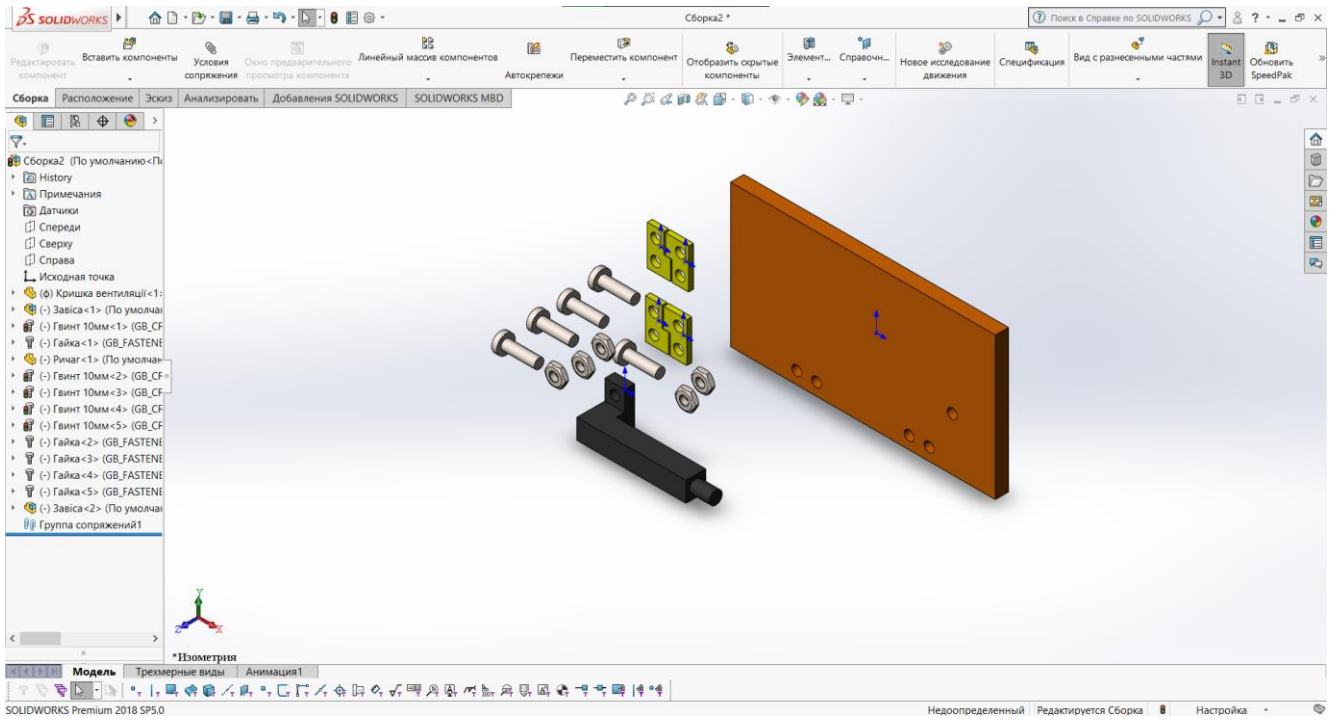 SOLIDWORKS
Сборка2 *
Поиск в Справке по SOLIDWORKS
Редактировать компонент
Вставить компоненты
Условия сопряжения
Окно предварительного просмотра компонента
Линейный массив компонентов
Автокрепежи
Переместить компонент
Отобразить скрытые компоненты
Элемент...
Справочн...
Новое исследование движения
Спецификация
Вид с разнесенными частями
Instant 3D
Обновить SpeedPak
Сборка Расположение Эскиз Анализировать Добавления SOLIDWORKS SOLIDWORKS MBD
Сборка2 (По умолчанию<По
History
Примечания
Датчики
Спереди
Сверху
Справа
Исходная точка
(ф) Кришка вентиляції<1>
(-) Завіса<1> (По умолчан
(-) Гвинт 10мм<1> (GB_CF
(-) Гайка<1> (GB_FASTENE
(-) Ричаг<1> (По умолчан
(-) Гвинт 10мм<2> (GB_CF
(-) Гвинт 10мм<3> (GB_CF
(-) Гвинт 10мм<4> (GB_CF
(-) Гвинт 10мм<5> (GB_CF
(-) Гайка<2> (GB_FASTENE
(-) Гайка<3> (GB_FASTENE
(-) Гайка<4> (GB_FASTENE
(-) Гайка<5> (GB_FASTENE
(-) Завіса<2> (По умолчан
Группа сопряжений1
Y
Z X
*Изометрия
Модель Трехмерные виды Анимация1
SOLIDWORKS Premium 2018 SP5.0
Недоопределенный Редактируется Сборка Настройка